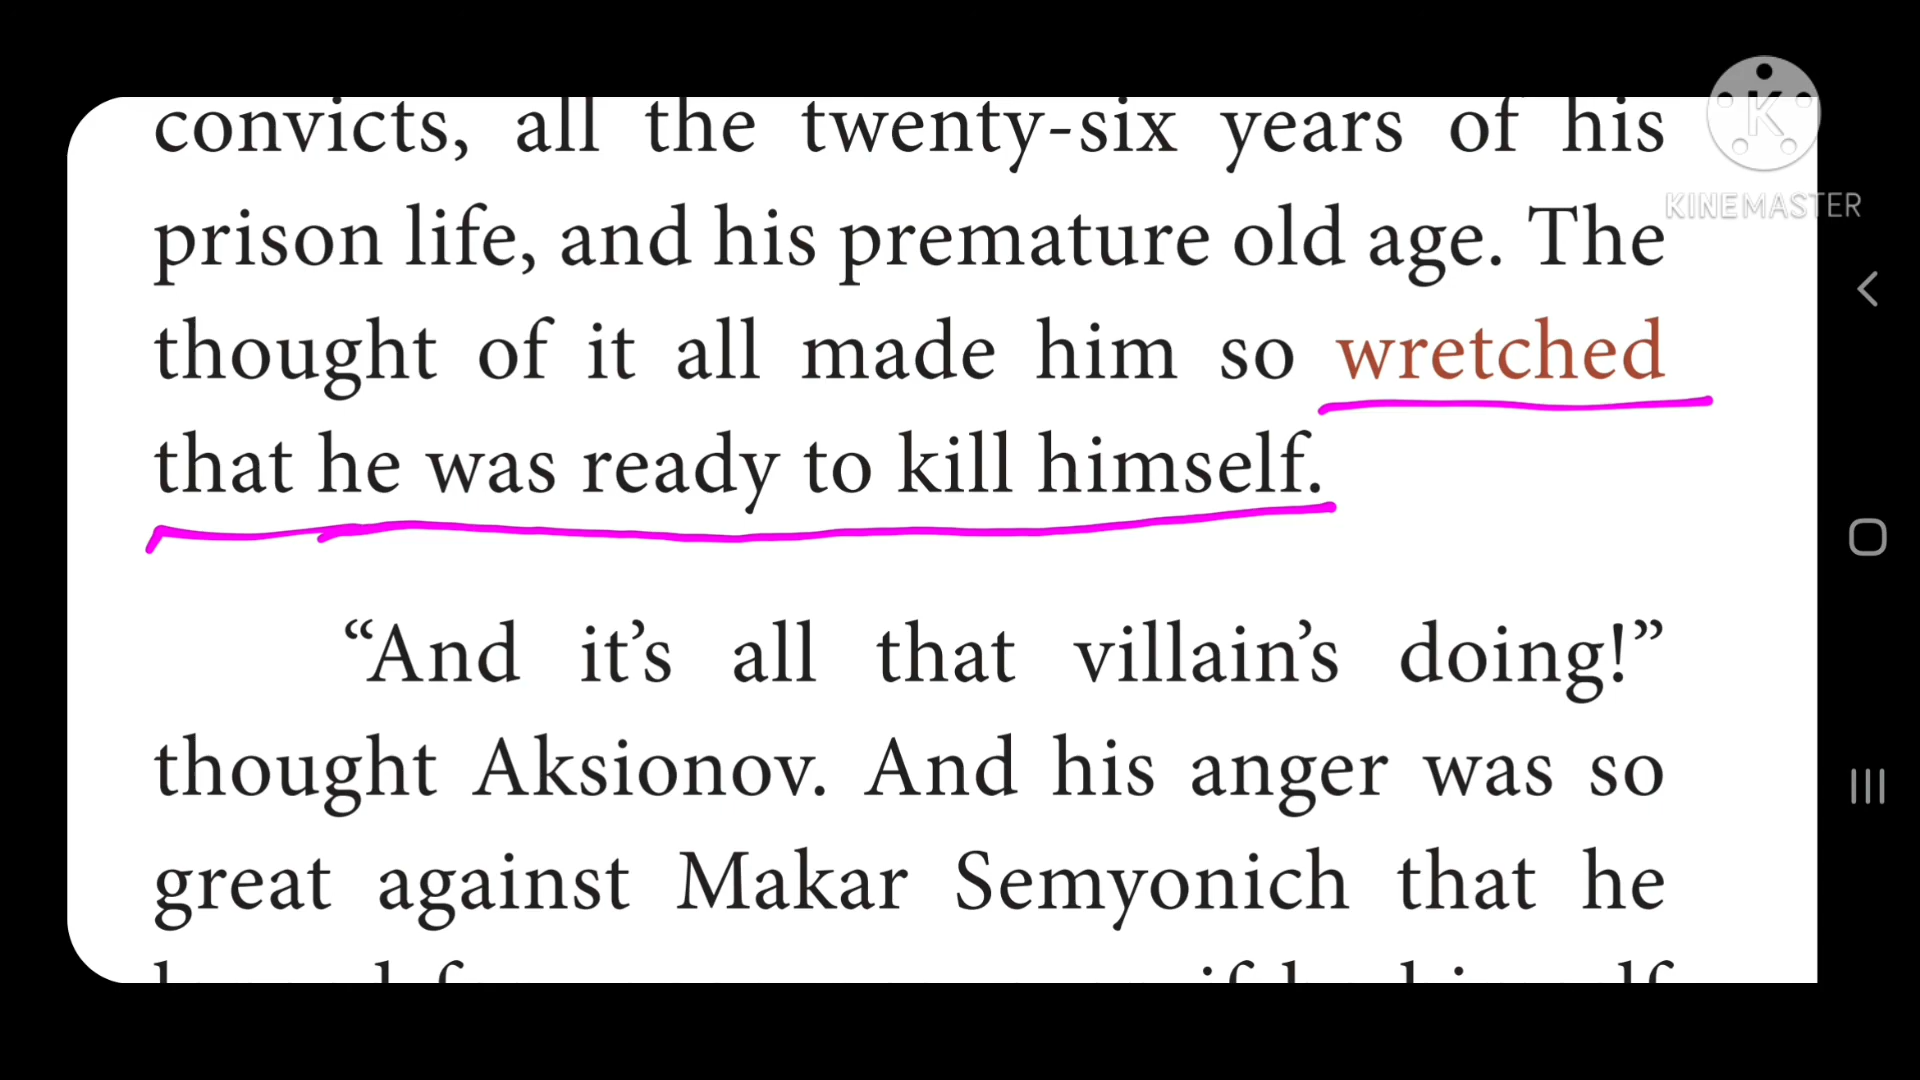 convicts, all the twenty-six years of his
prison life, and his premature old age. The
thought of it all made him so wretched
that he was ready to kill himself.
“And it’s all that villain’s doing!”
thought Aksionov. And his anger was so
great against Makar Semyonich that he
K
KINEMASTER